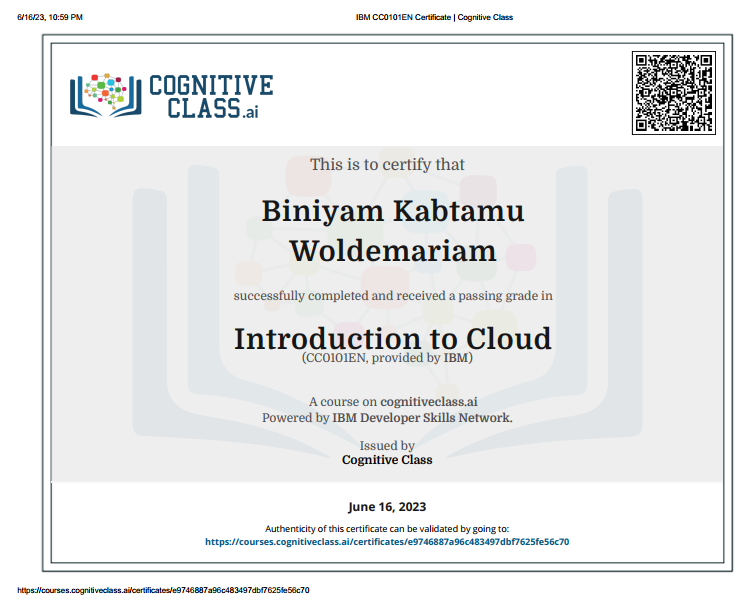 6/16/23, 10:59 PM
IBM CC0101EN Certificate | Cognitive Class
COGNITIVE
CLASS.ai
This is to certify that
Biniyam Kabtamu
Woldemariam
successfully completed and received a passing grade in
Introduction to Cloud
(CC0101EN, provided by IBM)
A course on cognitiveclass.ai
Powered by IBM Developer Skills Network.
Issued by
Cognitive Class
June 16, 2023
Authenticity of this certificate can be validated by going to:
https://courses.cognitiveclass.ai/certificates/e9746887a96c483497dbf7625fe56c70
https://courses.cognitiveclass.ai/certificates/e9746887a96c483497dbf7625fe56c70